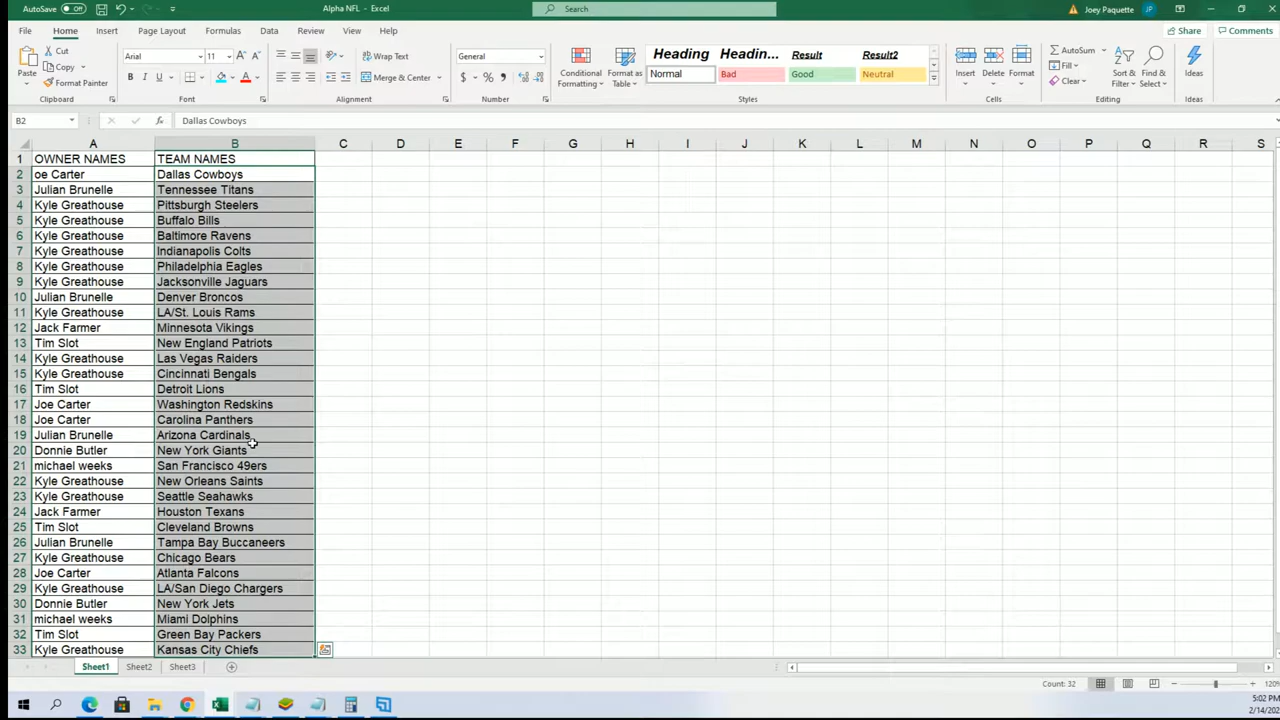 AutoSave Off Alpha NFL - Excel Search Joey Paquette JP
File Home Insert Page Layout Formulas Data Review View Help Share Comments
Paste Cut Copy Format Painter Clipboard
Arial 11 B I U A Font
Wrap Text Merge & Center Alignment
General $ % Number
Conditional Formatting Format as Table
Heading Headin... Result Result2
Normal Bad Good Neutral
Styles
Insert Delete Format Cells
AutoSum Fill Clear Sort & Filter Find & Select Editing
Ideas Ideas
B2 fx Dallas Cowboys
A B C D E F G H I J K L M N O P Q R S
1 OWNER NAMES TEAM NAMES
2 oe Carter Dallas Cowboys
3 Julian Brunelle Tennessee Titans
4 Kyle Greathouse Pittsburgh Steelers
5 Kyle Greathouse Buffalo Bills
6 Kyle Greathouse Baltimore Ravens
7 Kyle Greathouse Indianapolis Colts
8 Kyle Greathouse Philadelphia Eagles
9 Kyle Greathouse Jacksonville Jaguars
10 Julian Brunelle Denver Broncos
11 Kyle Greathouse LA/St. Louis Rams
12 Jack Farmer Minnesota Vikings
13 Tim Slot New England Patriots
14 Kyle Greathouse Las Vegas Raiders
15 Kyle Greathouse Cincinnati Bengals
16 Tim Slot Detroit Lions
17 Joe Carter Washington Redskins
18 Joe Carter Carolina Panthers
19 Julian Brunelle Arizona Cardinals
20 Donnie Butler New York Giants
21 michael weeks San Francisco 49ers
22 Kyle Greathouse New Orleans Saints
23 Kyle Greathouse Seattle Seahawks
24 Jack Farmer Houston Texans
25 Tim Slot Cleveland Browns
26 Julian Brunelle Tampa Bay Buccaneers
27 Kyle Greathouse Chicago Bears
28 Joe Carter Atlanta Falcons
29 Kyle Greathouse LA/San Diego Chargers
30 Donnie Butler New York Jets
31 michael weeks Miami Dolphins
32 Tim Slot Green Bay Packers
33 Kyle Greathouse Kansas City Chiefs
Sheet1 Sheet2 Sheet3
Count: 32 120%
5:02 PM
2/14/202